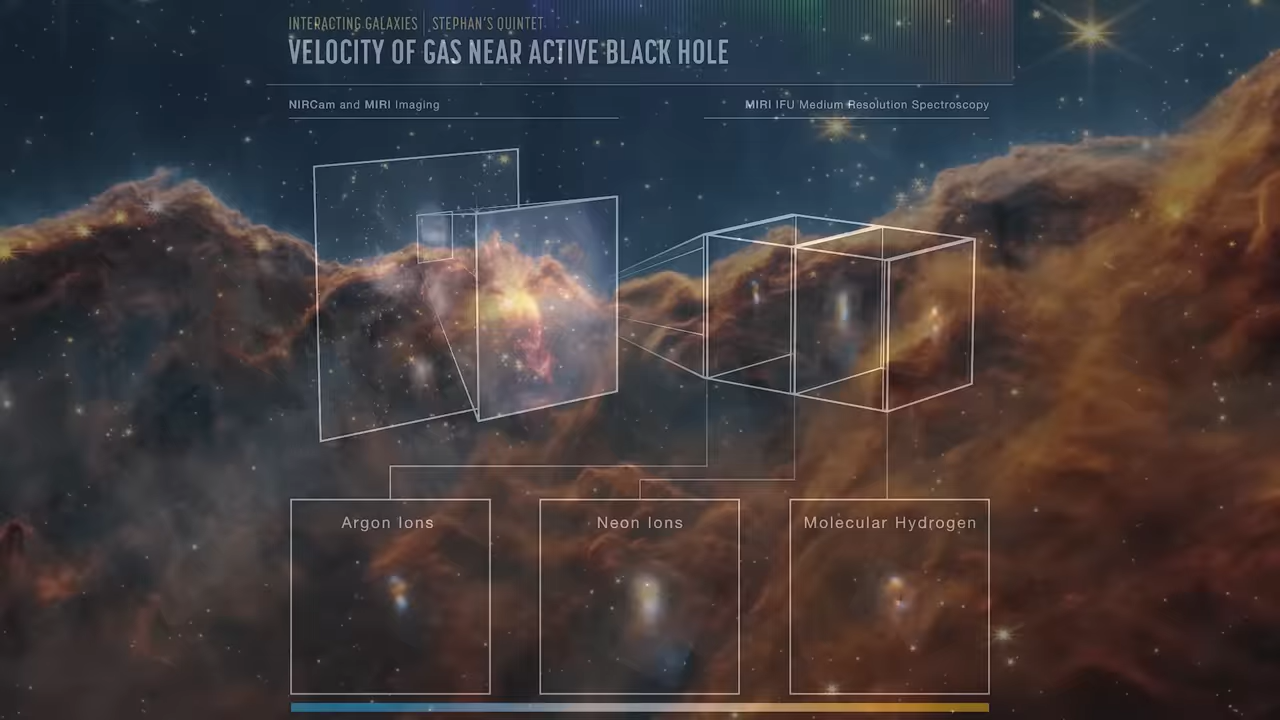 INTERACTING GALAXIES | STEPHAN'S QUINTET
VELOCITY OF GAS NEAR ACTIVE BLACK HOLE
NIRCam and MIRI Imaging
MIRI IFU Medium Resolution Spectroscopy
Argon Ions
Neon Ions
Molecular Hydrogen